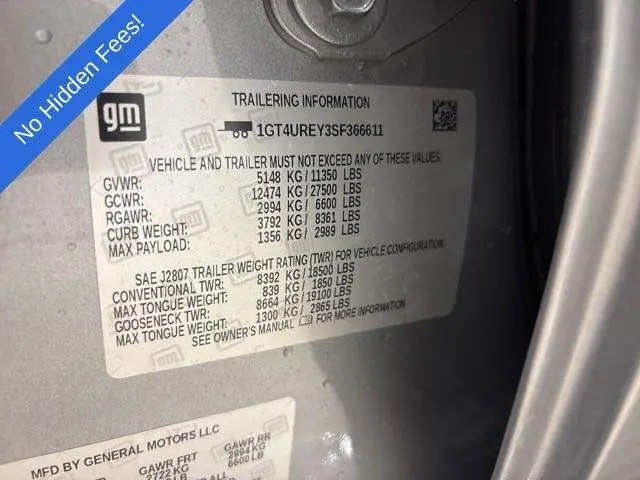 No Hidden Fees!
gm
TRAILERING INFORMATION
1GT4UREY3SF366611
VEHICLE AND TRAILER MUST NOT EXCEED ANY OF THESE VALUES.
GVWR: 5148 KG/11350 LBS
GCWR: 12474 KG/27500 LBS
RGAWR: 2994 KG/ 6600 LBS
CURB WEIGHT: 3792 KG/ 8361 LBS
MAX PAYLOAD: 1356 KG/ 2989 LBS
SAE J2807 TRAILER WEIGHT RATING (TWR) FOR VEHICLE CONFIGURATION
CONVENTIONAL TWR: 8392 KG/18500 LBS
MAX TONGUE WEIGHT: 839 KG/ 1850 LBS
GOOSENECK TWR: 8664 KG/19100 LBS
MAX TONGUE WEIGHT: 1300 KG/ 2865 LBS
SEE OWNER'S MANUAL FOR MORE INFORMATION
MFD BY GENERAL MOTORS LLC
GAWR FRT GAWR RR
2722 KG 2994 KG
6600 LB